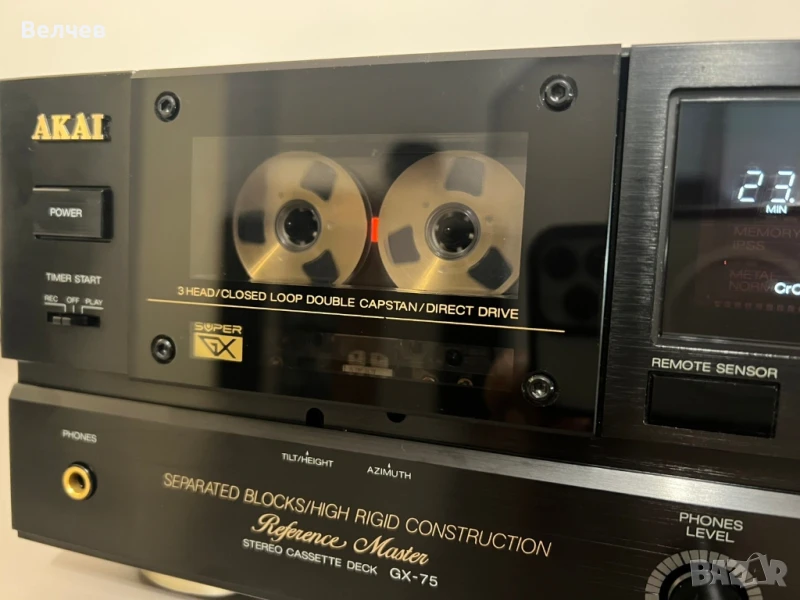 Велчев
AKAI
POWER
TIMER START
REC OFF PLAY
3 HEAD/CLOSED LOOP DOUBLE CAPSTAN/DIRECT DRIVE
SUPER
GX
23.
MIN
MEMORY
IPSS
METAL
NORM
CrO
REMOTE SENSOR
PHONES
TILT/HEIGHT
AZIMUTH
SEPARATED BLOCKS/HIGH RIGID CONSTRUCTION
Reference Master
STEREO CASSETTE DECK GX-75
PHONES
LEVEL
BAZAR